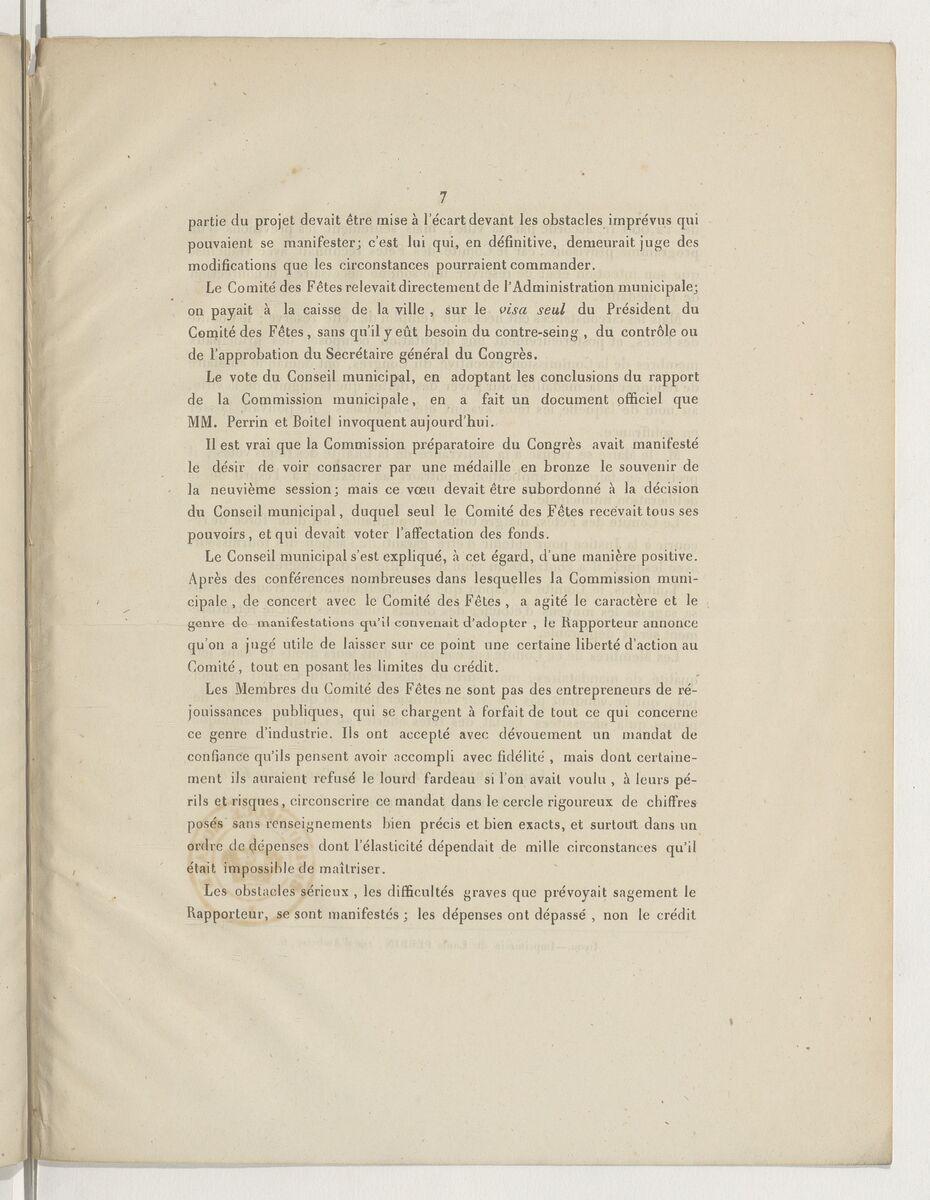 7
partie du projet devait être mise à l'écart devant les obstacles imprévus qui
pouvaient se manifester; c'est lui qui, en définitive, demeurait juge des
modifications que les circonstances pourraient commander.
Le Comité des Fêtes relevait directement de l'Administration municipale;
on payait à la caisse de la ville, sur le visa seul du Président du
Comité des Fêtes, sans qu'il y eût besoin du contre-seing, du contrôle ou
de l'approbation du Secrétaire général du Congrès.
Le vote du Conseil municipal, en adoptant les conclusions du rapport
de la Commission municipale, en a fait un document officiel que
MM. Perrin et Boitel invoquent aujourd'hui.
Il est vrai que la Commission préparatoire du Congrès avait manifesté
le désir de voir consacrer par une médaille en bronze le souvenir de
la neuvième session; mais ce vœu devait être subordonné à la décision
du Conseil municipal, duquel seul le Comité des Fêtes recevait tous ses
pouvoirs, et qui devait voter l'affectation des fonds.
Le Conseil municipal s'est expliqué, à cet égard, d'une manière positive.
Après des conférences nombreuses dans lesquelles la Commission muni-
cipale, de concert avec le Comité des Fêtes, a agité le caractère et le
genre de manifestations qu'il convenait d'adopter, le Rapporteur annonce
qu'on a jugé utile de laisser sur ce point une certaine liberté d'action au
Comité, tout en posant les limites du crédit.
Les Membres du Comité des Fêtes ne sont pas des entrepreneurs de ré-
jouissances publiques, qui se chargent à forfait de tout ce qui concerne
ce genre d'industrie. Ils ont accepté avec dévouement un mandat de
confiance qu'ils pensent avoir accompli avec fidélité, mais dont certaine-
ment ils auraient refusé le lourd fardeau si l'on avait voulu, à leurs pé-
rils et risques, circonscrire ce mandat dans le cercle rigoureux de chiffres
posés sans renseignements bien précis et bien exacts, et surtout dans un
ordre de dépenses dont l'élasticité dépendait de mille circonstances qu'il
était impossible de maîtriser.
Les obstacles sérieux, les difficultés graves que prévoyait sagement le
Rapporteur, se sont manifestés; les dépenses ont dépassé, non le crédit